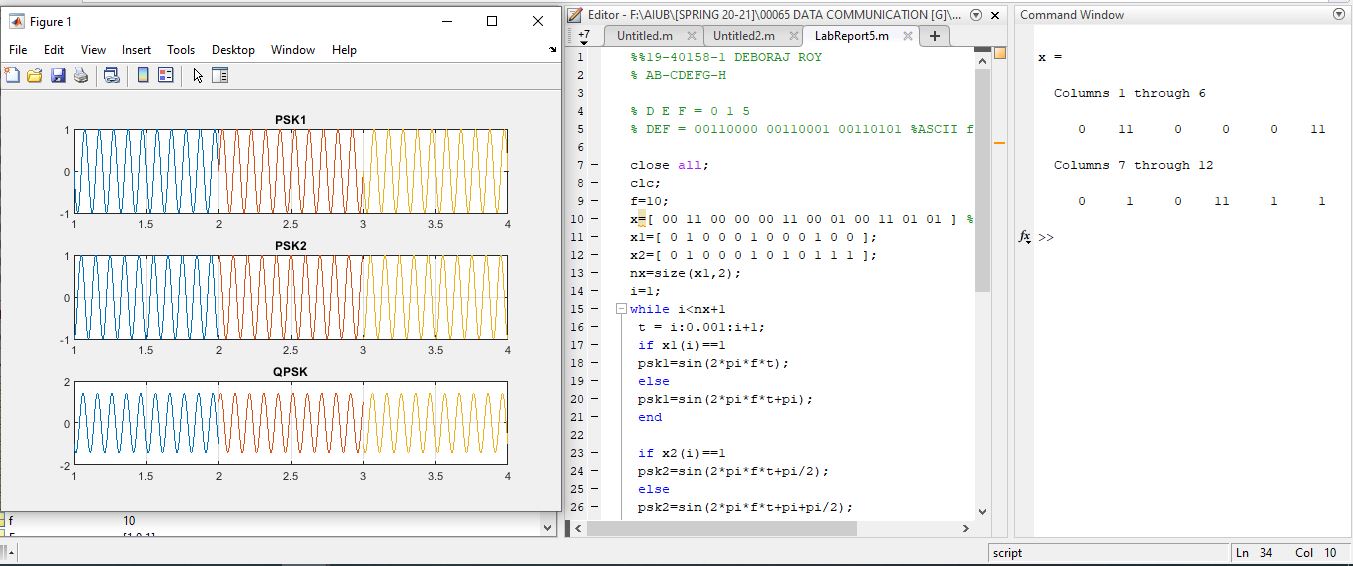 Figure 1
File Edit View Insert Tools Desktop Window Help
PSK1
1
0
-1
1 1.5 2 2.5 3 3.5 4
PSK2
1
0
-1
1 1.5 2 2.5 3 3.5 4
QPSK
2
0
-2
1 1.5 2 2.5 3 3.5 4
f 10
Editor - F:\AIUB\[SPRING 20-21]\00065 DATA COMMUNICATION [G]\...
+7 Untitled.m Untitled2.m LabReport5.m +
1 %%19-40158-1 DEBORAJ ROY
2 % AB-CDEFG-H
3
4 % D E F = 0 1 5
5 % DEF = 00110000 00110001 00110101 %ASCII f
6
7 - close all;
8 - clc;
9 - f=10;
10 - x=[ 00 11 00 00 00 11 00 01 00 11 01 01 ] %
11 - x1=[ 0 1 0 0 0 1 0 0 0 1 0 0 ];
12 - x2=[ 0 1 0 0 0 1 0 1 0 1 1 1 ];
13 - nx=size(x1,2);
14 - i=1;
15 - while i<nx+1
16 - t = i:0.001:i+1;
17 - if x1(i)==1
18 - psk1=sin(2*pi*f*t);
19 - else
20 - psk1=sin(2*pi*f*t+pi);
21 - end
22
23 - if x2(i)==1
24 - psk2=sin(2*pi*f*t+pi/2);
25 - else
26 - psk2=sin(2*pi*f*t+pi+pi/2);
Command Window
x =
Columns 1 through 6
0 11 0 0 0 11
Columns 7 through 12
0 1 0 11 1 1
fx >>
script Ln 34 Col 10